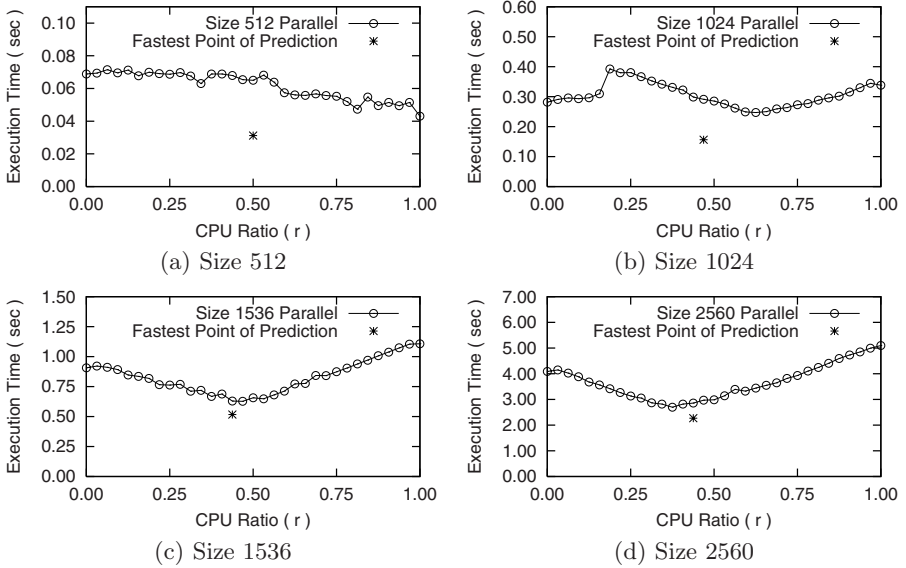 Size 512 Parallel
Fastest Point of Prediction
Execution Time ( sec )
0.10
0.08
0.06
0.04
0.02
0.00
0.00 0.25 0.50 0.75 1.00
CPU Ratio ( r )
(a) Size 512
Size 1024 Parallel
Fastest Point of Prediction
Execution Time ( sec )
0.60
0.50
0.40
0.30
0.20
0.10
0.00
0.00 0.25 0.50 0.75 1.00
CPU Ratio ( r )
(b) Size 1024
Size 1536 Parallel
Fastest Point of Prediction
Execution Time ( sec )
1.50
1.25
1.00
0.75
0.50
0.25
0.00
0.00 0.25 0.50 0.75 1.00
CPU Ratio ( r )
(c) Size 1536
Size 2560 Parallel
Fastest Point of Prediction
Execution Time ( sec )
7.00
6.00
5.00
4.00
3.00
2.00
1.00
0.00
0.00 0.25 0.50 0.75 1.00
CPU Ratio ( r )
(d) Size 2560